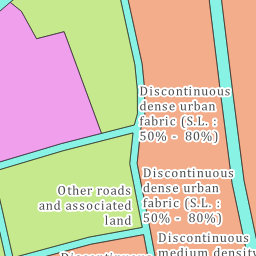 Discontinuous
dense urban
fabric (S.L. :
50% - 80%)
Discontinuous
dense urban
fabric (S.L. :
50% - 80%)
Other roads
and associated
land
Discontinuous
medium density
Discontinuous